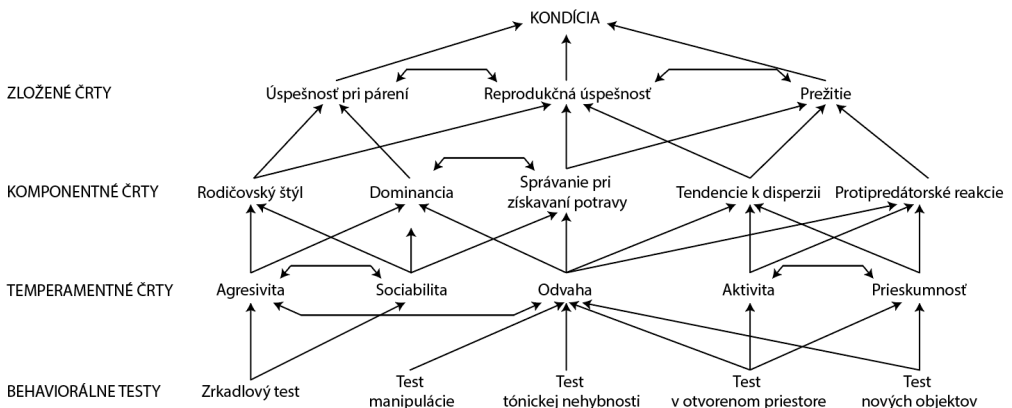 KONDÍCIA
ZLOŽENÉ ČRTY
Úspešnosť pri párení
Reprodukčná úspešnosť
Prežitie
KOMPONENTNÉ ČRTY
Rodičovský štýl
Dominancia
Správanie pri
získavaní potravy
Tendencie k disperzii
Protipredátorské reakcie
TEMPERAMENTNÉ ČRTY
Agresivita
Sociabilita
Odvaha
Aktivita
Prieskumnosť
BEHAVIORÁLNE TESTY
Zrkadlový test
Test
manipulácie
Test
tónickej nehybnosti
Test
v otvorenom priestore
Test
nových objektov